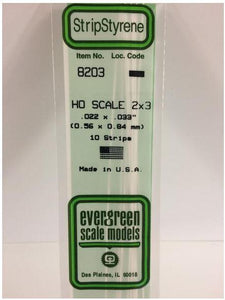 StripStyrene
Item No. Loc. Code
8203
HO SCALE 2x3
.022 x .033"
(0.56 x 0.84 mm)
10 Strips
Made in U.S.A.
evergreen
scale models
Des Plaines, IL 60018